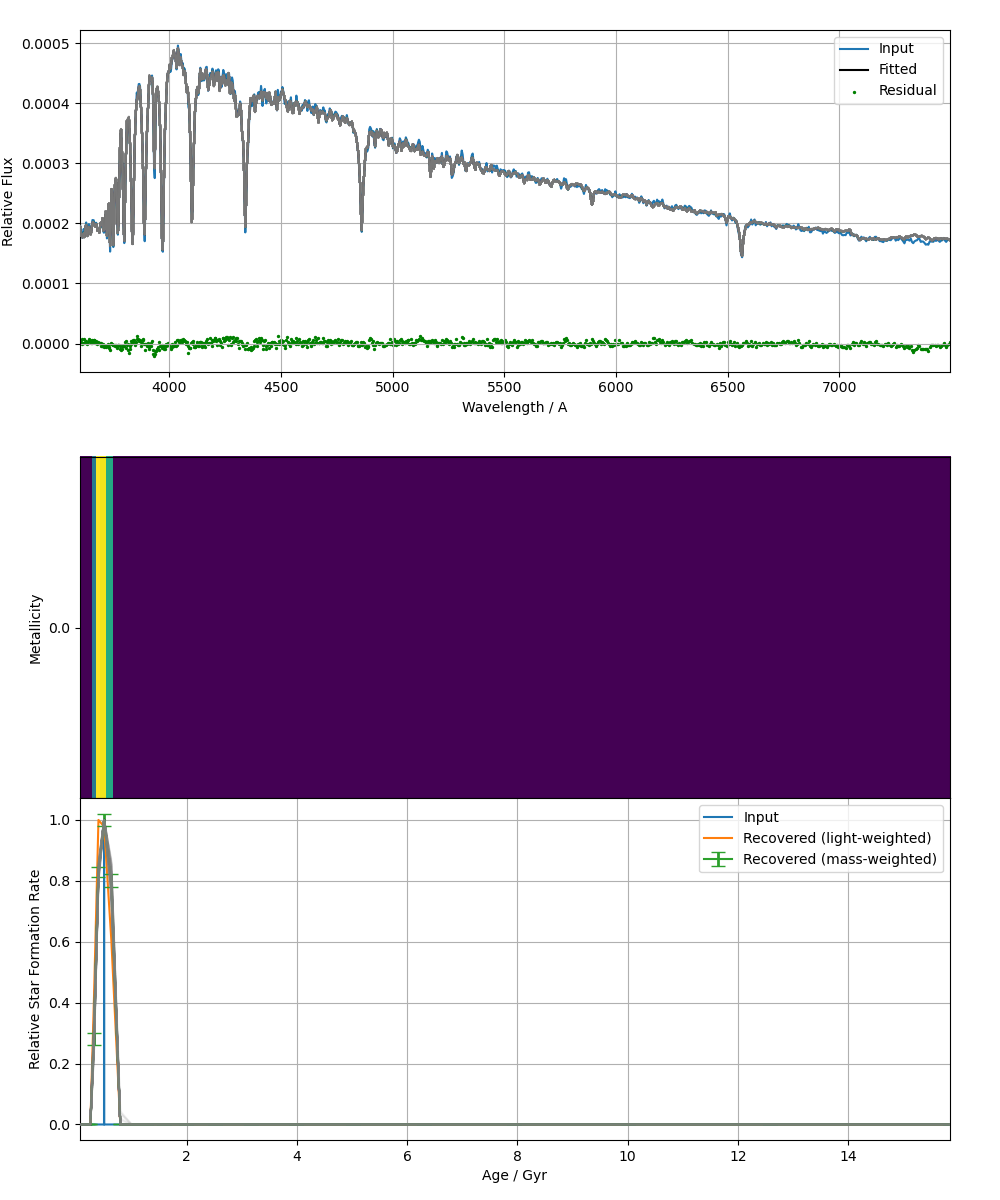 0.0005
0.0004
0.0003
0.0002
0.0001
0.0000
Relative Flux
Input
Fitted
Residual
4000 4500 5000 5500 6000 6500 7000
Wavelength / A
Metallicity
0.0
1.0
0.8
0.6
0.4
0.2
0.0
Relative Star Formation Rate
Input
Recovered (light-weighted)
Recovered (mass-weighted)
2 4 6 8 10 12 14
Age / Gyr